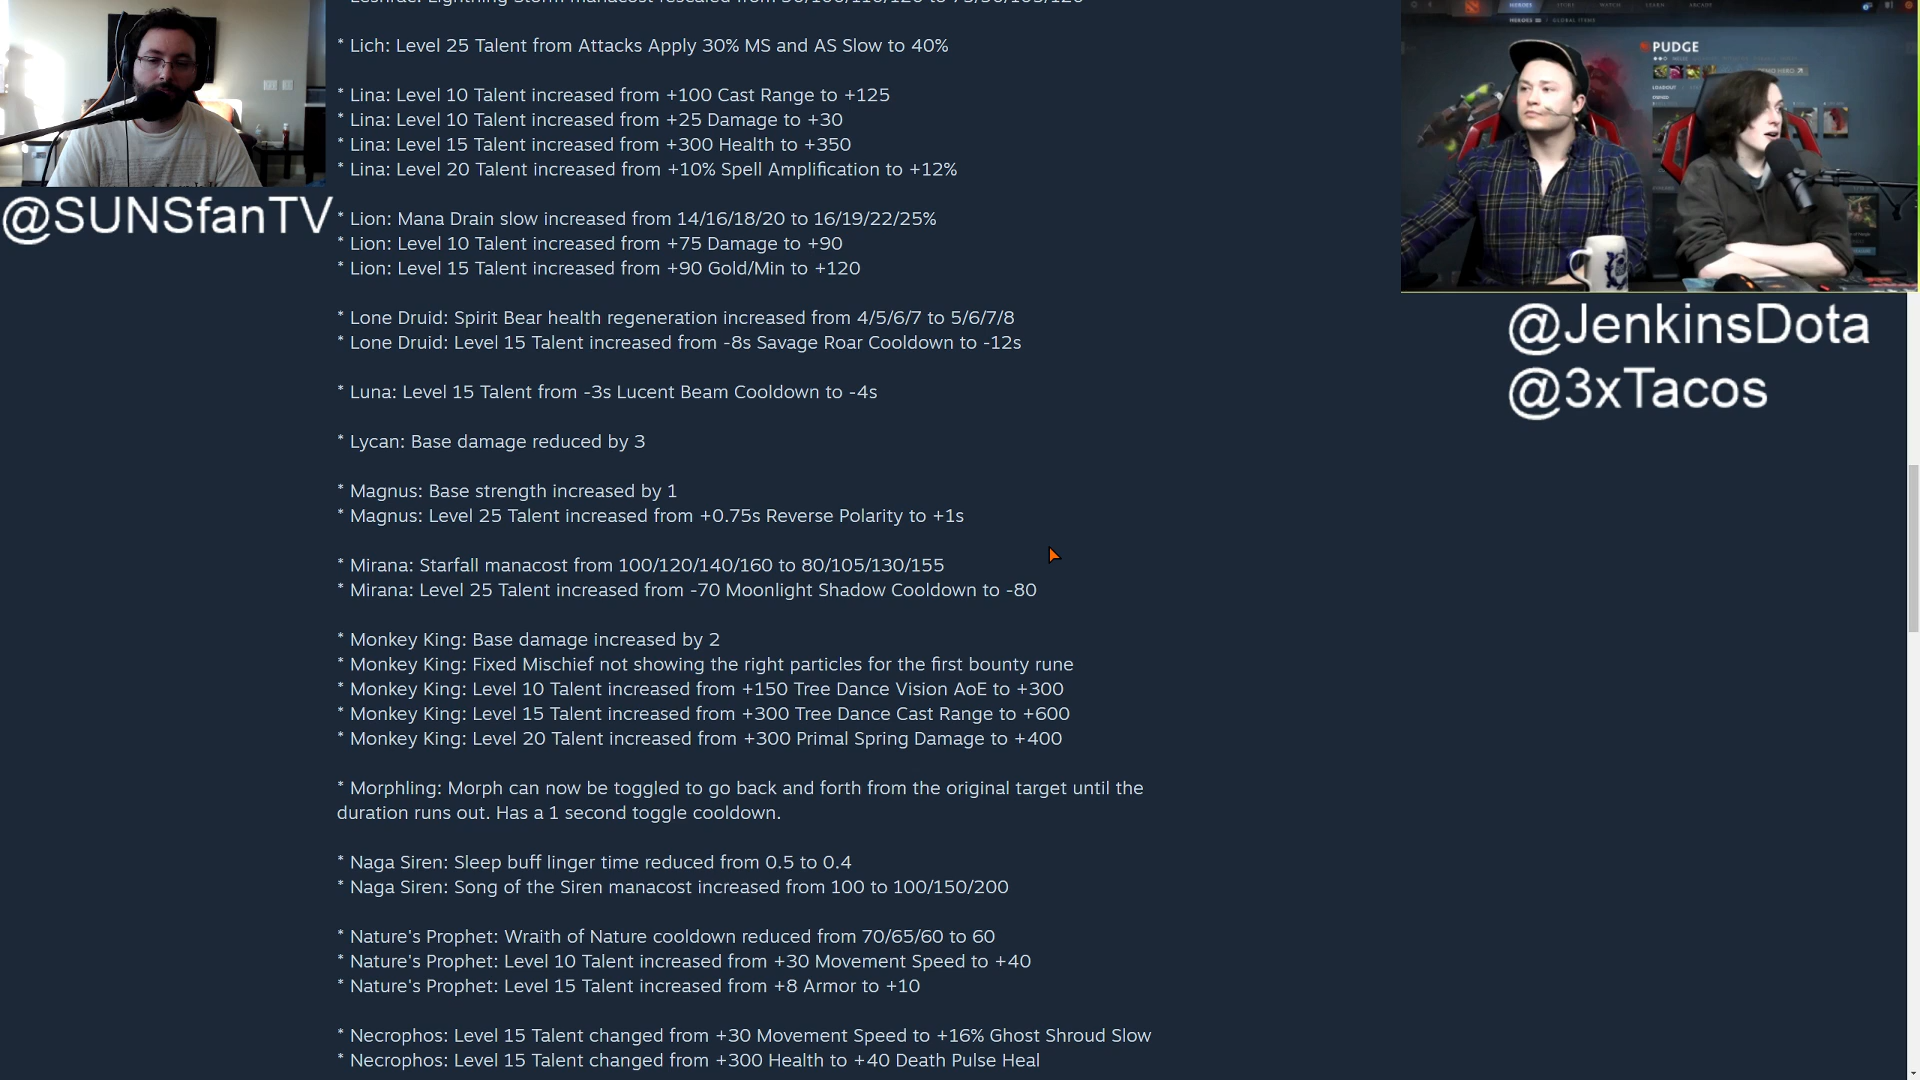 * Lich: Level 25 Talent from Attacks Apply 30% MS and AS Slow to 40%
* Lina: Level 10 Talent increased from +100 Cast Range to +125
* Lina: Level 10 Talent increased from +25 Damage to +30
* Lina: Level 15 Talent increased from +300 Health to +350
* Lina: Level 20 Talent increased from +10% Spell Amplification to +12%
* Lion: Mana Drain slow increased from 14/16/18/20 to 16/19/22/25%
* Lion: Level 10 Talent increased from +75 Damage to +90
* Lion: Level 15 Talent increased from +90 Gold/Min to +120
* Lone Druid: Spirit Bear health regeneration increased from 4/5/6/7 to 5/6/7/8
* Lone Druid: Level 15 Talent increased from -8s Savage Roar Cooldown to -12s
* Luna: Level 15 Talent from -3s Lucent Beam Cooldown to -4s
* Lycan: Base damage reduced by 3
* Magnus: Base strength increased by 1
* Magnus: Level 25 Talent increased from +0.75s Reverse Polarity to +1s
* Mirana: Starfall manacost from 100/120/140/160 to 80/105/130/155
* Mirana: Level 25 Talent increased from -70 Moonlight Shadow Cooldown to -80
* Monkey King: Base damage increased by 2
* Monkey King: Fixed Mischief not showing the right particles for the first bounty rune
* Monkey King: Level 10 Talent increased from +150 Tree Dance Vision AoE to +300
* Monkey King: Level 15 Talent increased from +300 Tree Dance Cast Range to +600
* Monkey King: Level 20 Talent increased from +300 Primal Spring Damage to +400
* Morphling: Morph can now be toggled to go back and forth from the original target until the
duration runs out. Has a 1 second toggle cooldown.
* Naga Siren: Sleep buff linger time reduced from 0.5 to 0.4
* Naga Siren: Song of the Siren manacost increased from 100 to 100/150/200
* Nature's Prophet: Wraith of Nature cooldown reduced from 70/65/60 to 60
* Nature's Prophet: Level 10 Talent increased from +30 Movement Speed to +40
* Nature's Prophet: Level 15 Talent increased from +8 Armor to +10
* Necrophos: Level 15 Talent changed from +30 Movement Speed to +16% Ghost Shroud Slow
* Necrophos: Level 15 Talent changed from +300 Health to +40 Death Pulse Heal
@SUNSfanTV
PUDGE
@JenkinsDota
@3xTacos